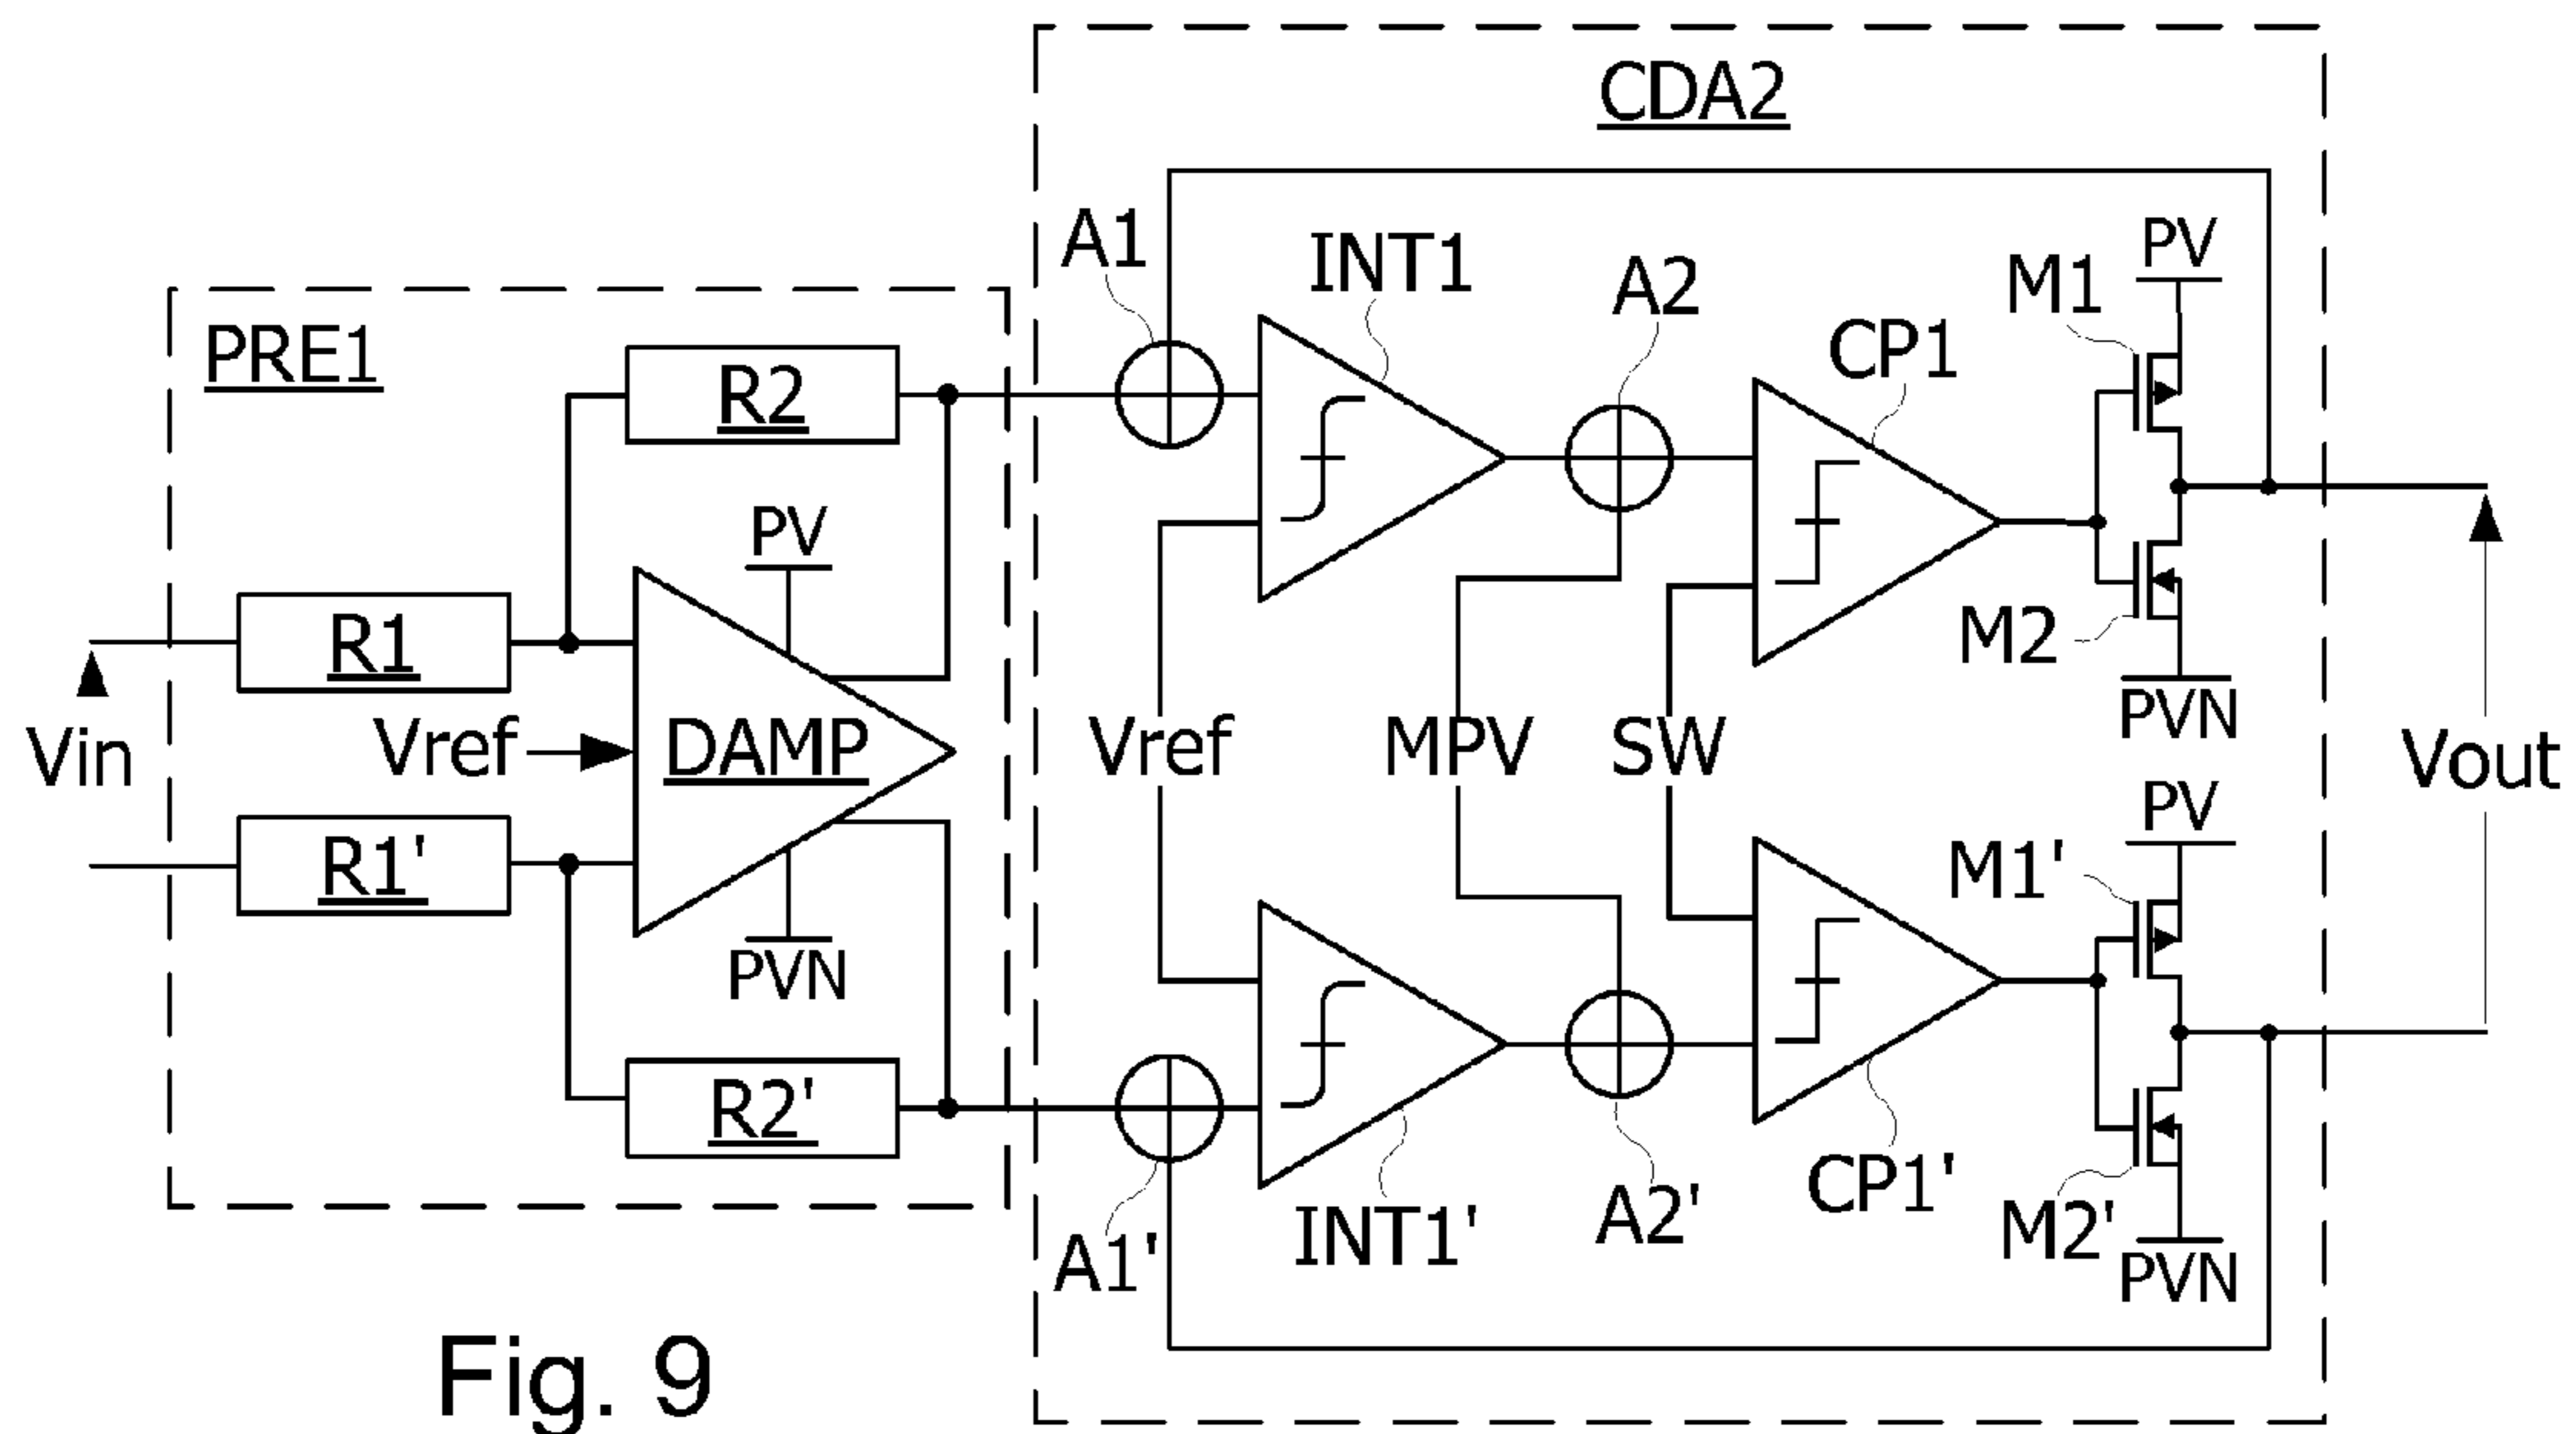 CDA2
A1
INT1
A2
M1
PV
CP1
PRE1
R2
PV
R1
M2
PVN
Vin
Vref
DAMP
Vref
MPV
SW
Vout
PV
R1'
M1'
PVN
R2'
CP1'
A2'
INT1'
M2'
A1'
PVN
Fig. 9